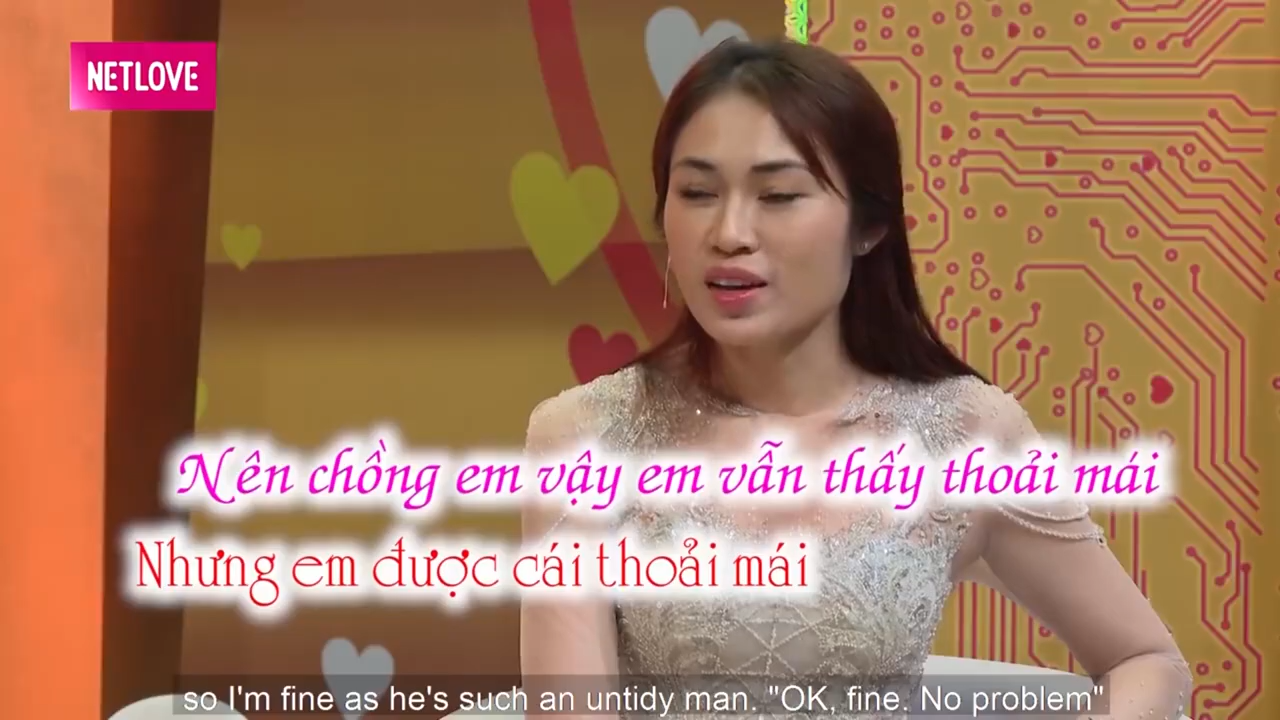 NETLOVE
Nên chồng em vậy em vẫn thấy thoải mái
Nhưng em được cái thoải mái
so I'm fine as he's such an untidy man. "OK, fine. No problem"